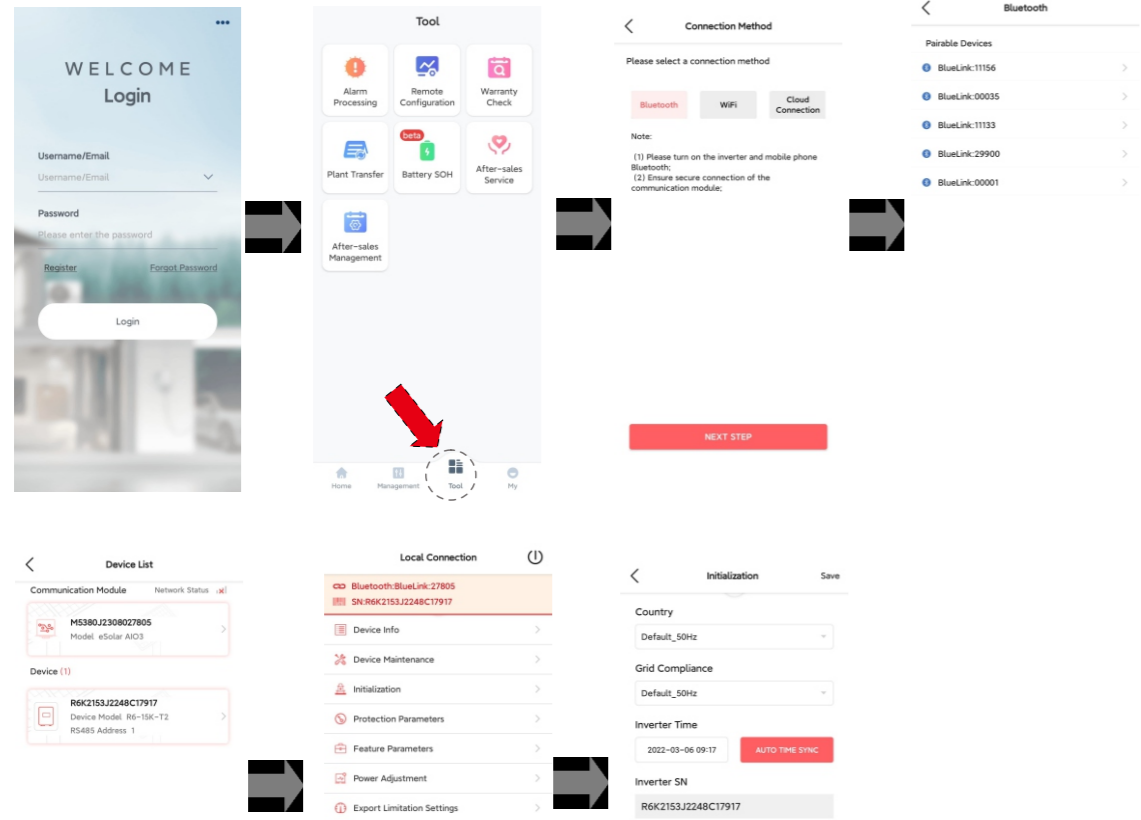 •••
WELCOME
Login
Username/Email
Username/Email
Password
Please enter the password
Register
Forgot Password
Login
Tool
Alarm
Processing
Remote
Configuration
Warranty
Check
Plant Transfer
beta
Battery SOH
After-sales
Service
After-sales
Management
Home
Management
Tool
My
Connection Method
Please select a connection method
Bluetooth
WiFi
Cloud
Connection
Note:
(1) Please turn on the inverter and mobile phone
Bluetooth;
(2) Ensure secure connection of the
communication module;
NEXT STEP
Bluetooth
Pairable Devices
BlueLink:11156
BlueLink:00035
BlueLink:11133
BlueLink:29900
BlueLink:00001
Device List
Communication Module
Network Status
M5380J2308027805
Model eSolar AIO3
Device (1)
R6K2153J2248C17917
Device Model R6-15K-T2
RS485 Address 1
Local Connection
Bluetooth:BlueLink:27805
SN:R6K2153J2248C17917
Device Info
Device Maintenance
Initialization
Protection Parameters
Feature Parameters
Power Adjustment
Export Limitation Settings
Initialization
Save
Country
Default_50Hz
Grid Compliance
Default_50Hz
Inverter Time
2022-03-06 09:17
AUTO TIME SYNC
Inverter SN
R6K2153J2248C17917